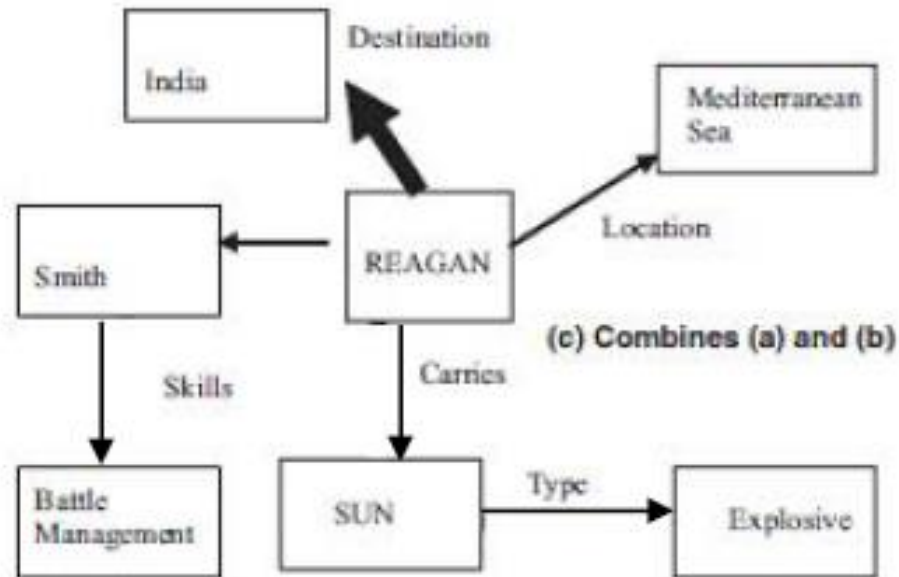 Destination
India
Mediterranean
Sea
Location
REAGAN
Smith
(c) Combines (a) and (b)
Skills
Carries
Battle
Management
SUN
Type
Explosive